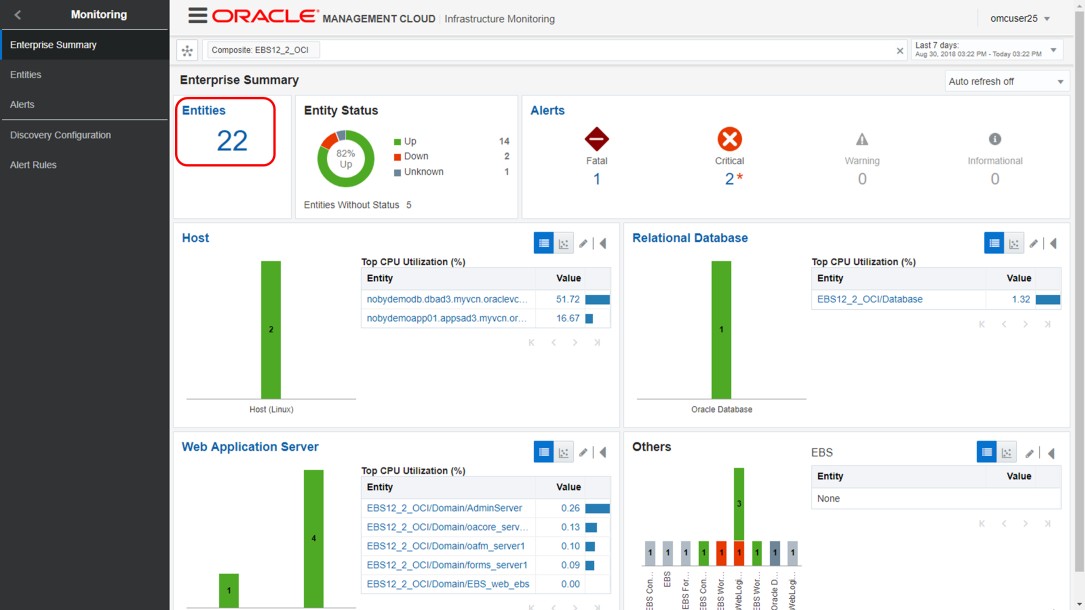 Monitoring
Enterprise Summary
Entities
Alerts
Discovery Configuration
Alert Rules
ORACLE MANAGEMENT CLOUD Infrastructure Monitoring
omcuser25
Composite: EBS12_2_OCI
Last 7 days:
Aug 30, 2018 03:22 PM - Today 03:22 PM
Enterprise Summary
Auto refresh off
Entities
22
Entity Status
82%
Up
Up 14
Down 2
Unknown 1
Entities Without Status 5
Alerts
Fatal Critical Warning Informational
1 2* 0 0
Host
2
Host (Linux)
Top CPU Utilization (%)
Entity Value
nobydemodb.dbad3.myvcn.oraclevc... 51.72
nobydemoapp01.appsad3.myvcn.or... 16.67
Relational Database
1
Oracle Database
Top CPU Utilization (%)
Entity Value
EBS12_2_OCI/Database 1.32
Web Application Server
1
4
Top CPU Utilization (%)
Entity Value
EBS12_2_OCI/Domain/AdminServer 0.26
EBS12_2_OCI/Domain/oacore_serv... 0.13
EBS12_2_OCI/Domain/oafm_server1 0.10
EBS12_2_OCI/Domain/forms_server1 0.09
EBS12_2_OCI/Domain/EBS_web_ebs 0.00
Others
3
1 1 1 1 1 1 1 1 1
EBS Con...
EBS
EBS For...
EBS Con...
EBS Wor...
WebLogi...
EBS Wor...
Oracle D...
WebLogi...
EBS
Entity Value
None